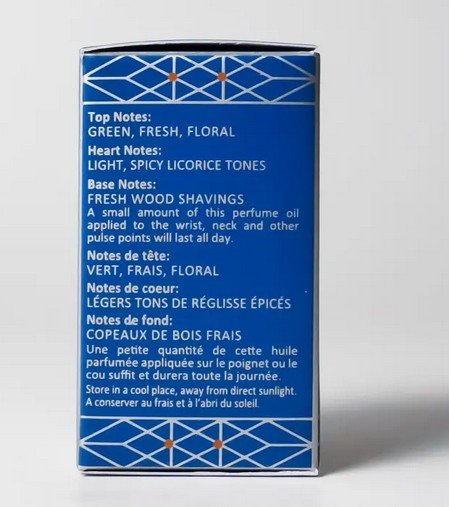 Top Notes:
GREEN, FRESH, FLORAL
Heart Notes:
LIGHT, SPICY LICORICE TONES
Base Notes:
FRESH WOOD SHAVINGS
A small amount of this perfume oil
applied to the wrist, neck and other
pulse points will last all day.
Notes de tête:
VERT, FRAIS, FLORAL
Notes de coeur:
LÉGERS TONS DE RÉGLISSE ÉPICÉS
Notes de fond:
COPEAUX DE BOIS FRAIS
Une petite quantité de cette huile
parfumée appliquée sur le poignet ou le
cou suffit et durera toute la journée.
Store in a cool place, away from direct sunlight.
A conserver au frais et à l'abri du soleil.